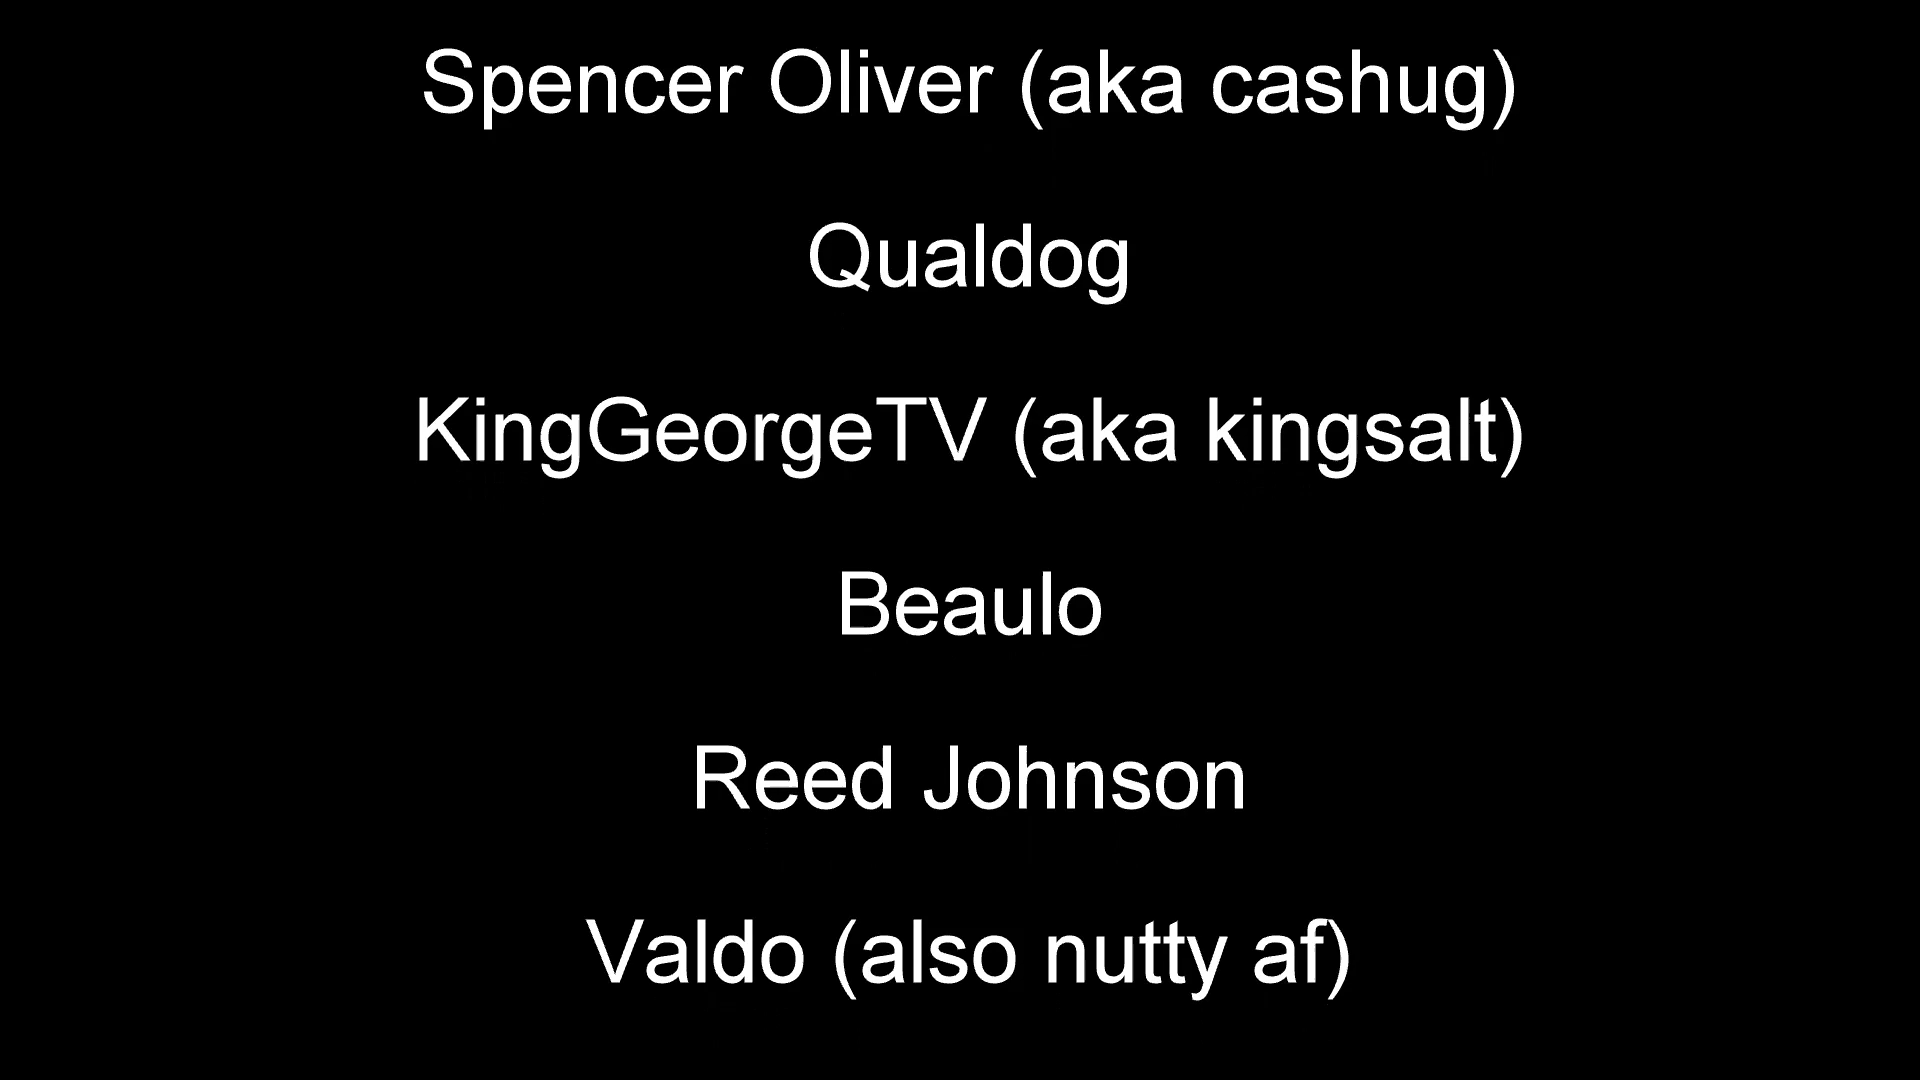 Spencer Oliver (aka cashug)
Qualdog
KingGeorgeTV (aka kingsalt)
Beaulo
Reed Johnson
Valdo (also nutty af)